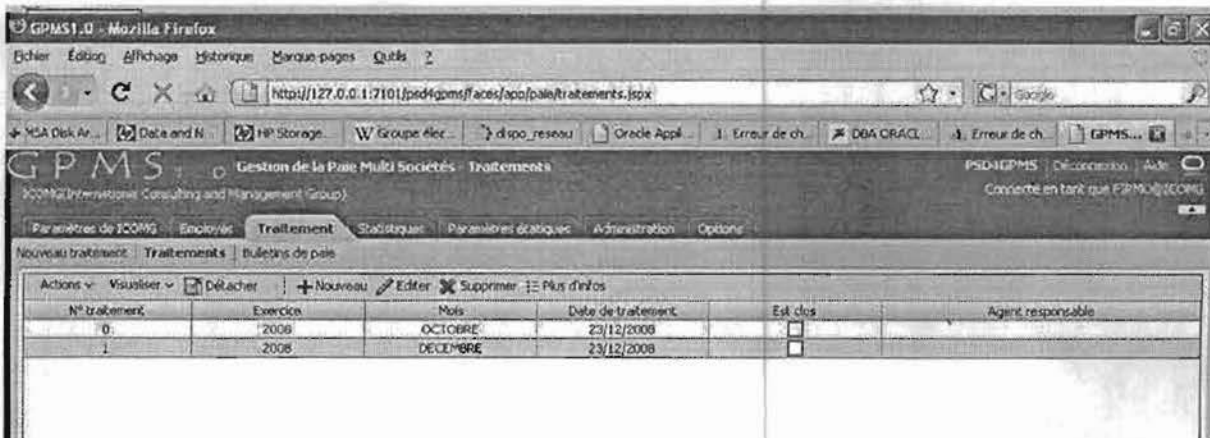 GPMS1.0 - Mozilla Firefox
Fichier Édition Affichage Historique Marque-pages Outils ?
http://127.0.0.1:7101/psd4gpms/faces/app/paie/traitements.jspx Google
MSA Disk Ar... Data and N... HP Storage... Groupe élec... dispo_reseau Oracle Appl... Erreur de ch... DBA ORACL... Erreur de ch... GPMS...
GPMS Gestion de la Paie Multi Sociétés - Traitements PSD4GPMS Déconnexion Aide
ICOMG(International Consulting and Management Group) Connecté en tant que @ICOMG
Paramètres de ICOMG Employés Traitement Statistiques Paramètres étatiques Administration Options
Nouveau traitement Traitements Bulletins de paie
Actions Visualiser Détacher Nouveau Editer Supprimer Plus d'infos
N° traitement Exercice Mois Date de traitement Est clos Agent responsable
0 2008 OCTOBRE 23/12/2008
1 2008 DECEMBRE 23/12/2008